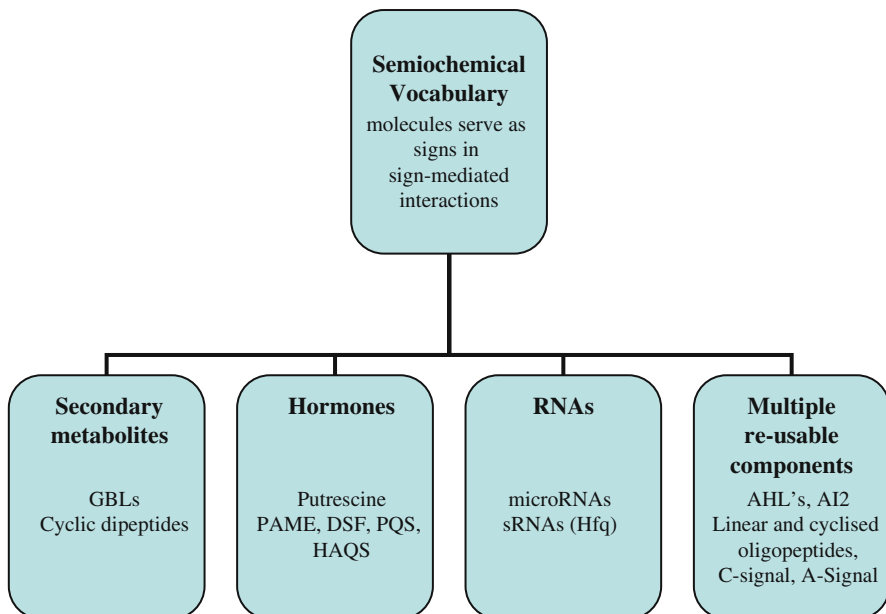 Semiochemical
Vocabulary
molecules serve as
signs in
sign-mediated
interactions
Secondary
metabolites
GBLs
Cyclic dipeptides
Hormones
Putrescine
PAME, DSF, PQS,
HAQS
RNAs
microRNAs
sRNAs (Hfq)
Multiple
re-usable
components
AHL's, AI2
Linear and cyclised
oligopeptides,
C-signal, A-Signal